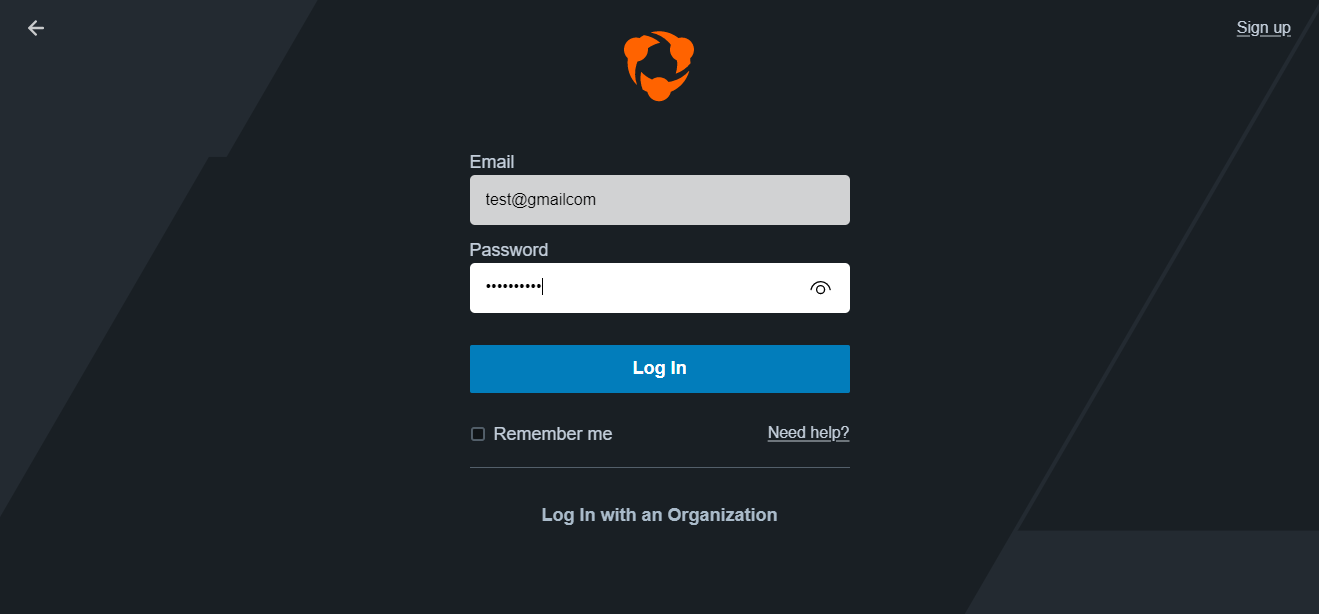 Sign up
Email
test@gmailcom
Password
••••••••••
Log In
Remember me
Need help?
Log In with an Organization